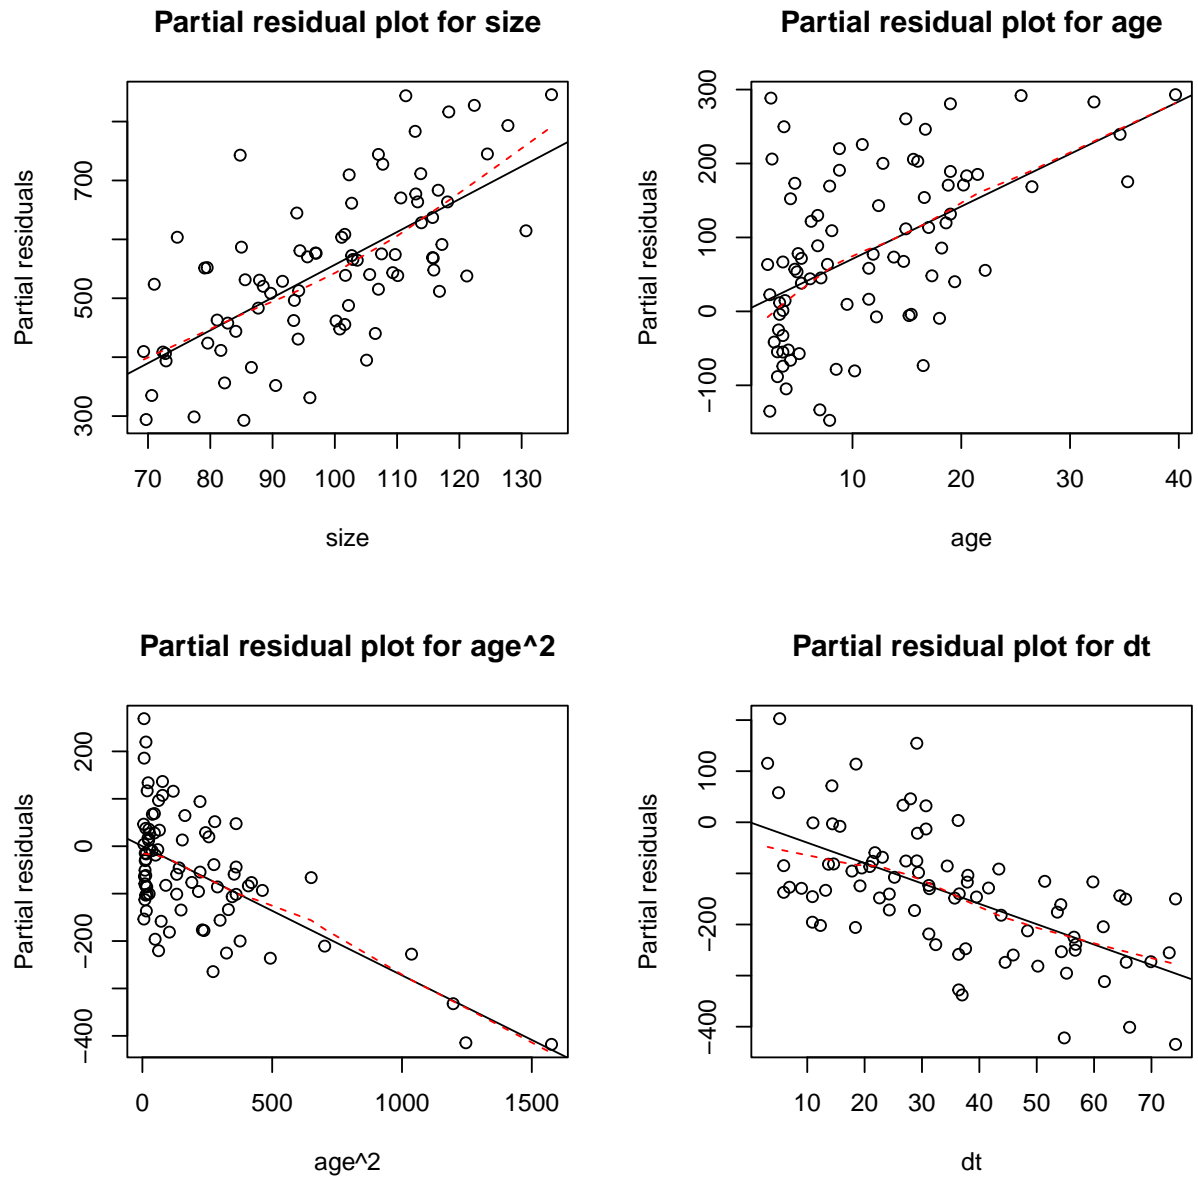 Partial residual plot for size
Partial residuals
300 500 700
70 80 90 100 110 120 130
size
Partial residual plot for age
Partial residuals
−100 0 100 200 300
10 20 30 40
age
Partial residual plot for age^2
Partial residuals
−400 −200 0 200
0 500 1000 1500
age^2
Partial residual plot for dt
Partial residuals
−400 −200 0 100
10 20 30 40 50 60 70
dt